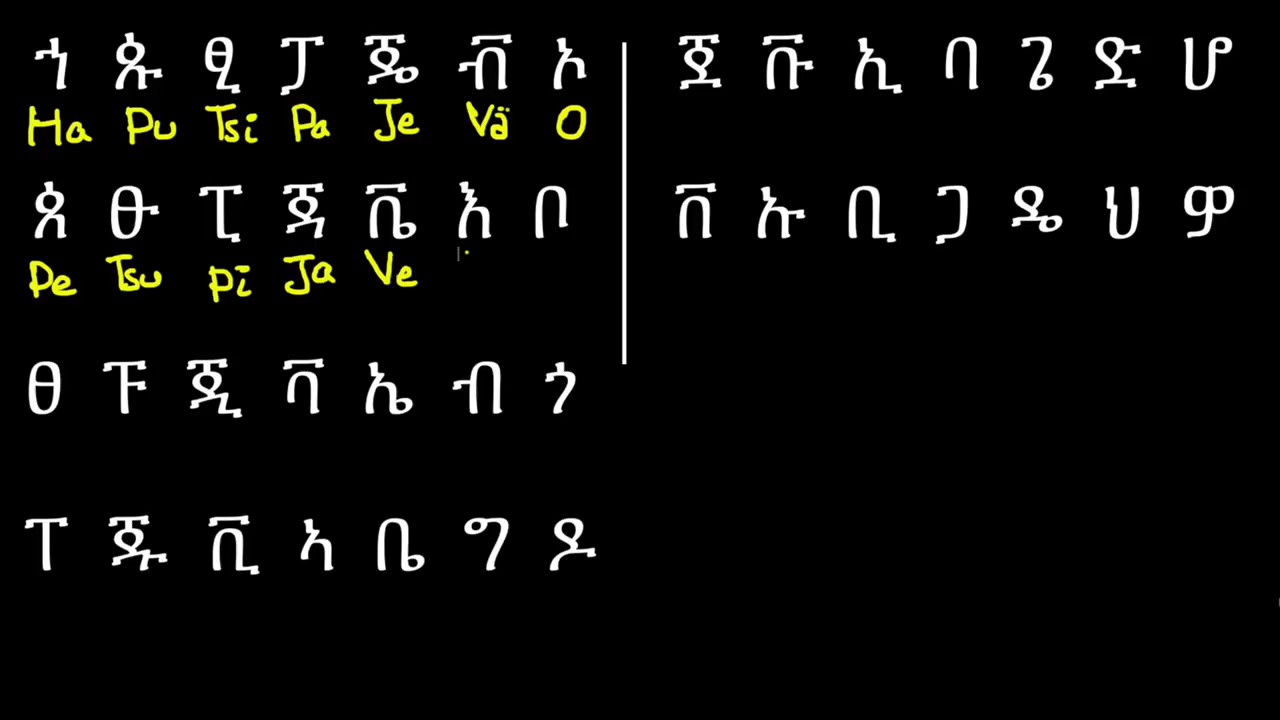 ኀ ጱ ፂ ፓ ጄ ቭ ኦ
Ha Pu Tsi Pa Je Vä O
ጰ ፁ ፒ ጃ ቬ እ ቦ
Pe Tsu Pi Ja Ve
ፀ ፑ ጂ ቫ ኤ ብ ጎ
ፐ ጁ ቪ ኣ ቤ ግ ዶ
ጀ ቩ ኢ ባ ጌ ድ ሆ
ቨ ኡ ቢ ጋ ዴ ህ ዎ